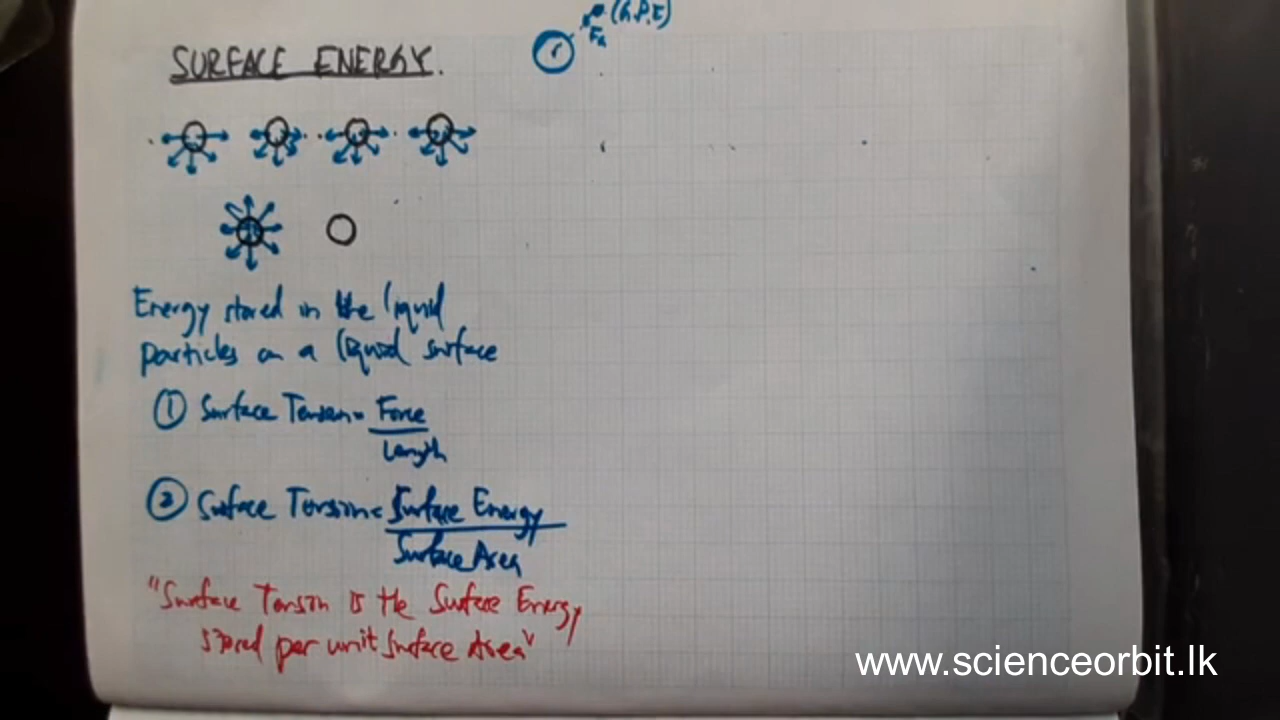 (G.P.E)
SURFACE ENERGY.
Energy stored in the liquid
particles on a liquid surface
① Surface Tension = Force
Length
② Surface Tension = Surface Energy
Surface Area
"Surface Tension is the Surface Energy
stored per unit Surface Area"
www.scienceorbit.lk